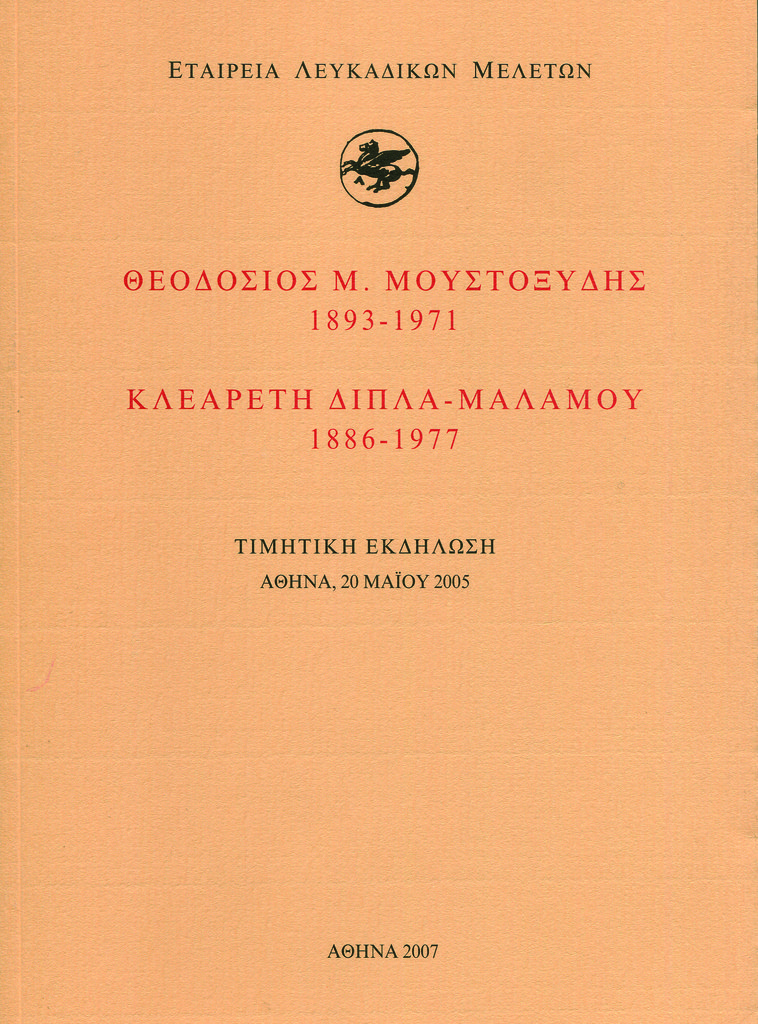 ΕΤΑΙΡΕΙΑ ΛΕΥΚΑΔΙΚΩΝ ΜΕΛΕΤΩΝ
Λ
ΘΕΟΔΟΣΙΟΣ Μ. ΜΟΥΣΤΟΞΥΔΗΣ
1893-1971
ΚΛΕΑΡΕΤΗ ΔΙΠΛΑ-ΜΑΛΑΜΟΥ
1886-1977
ΤΙΜΗΤΙΚΗ ΕΚΔΗΛΩΣΗ
ΑΘΗΝΑ, 20 ΜΑΪΟΥ 2005
ΑΘΗΝΑ 2007